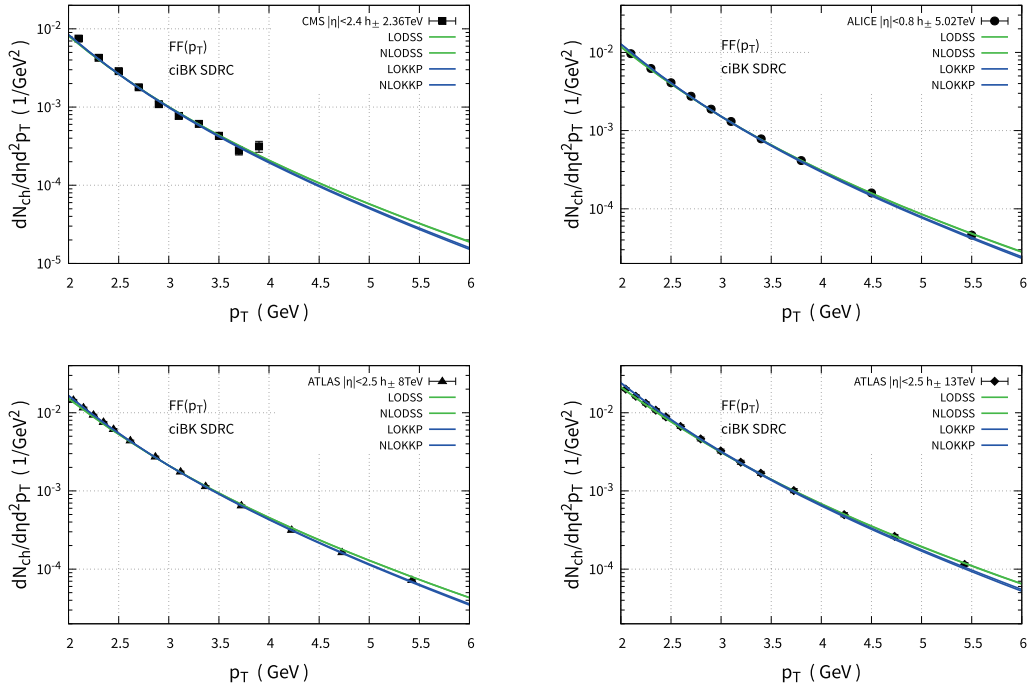 CMS |η|<2.4 h± 2.36TeV
LODSS
NLODSS
LOKKP
NLOKKP
FF(pT)
ciBK SDRC
10-2
10-3
10-4
10-5
dNch/dηd2pT ( 1/GeV2 )
2 2.5 3 3.5 4 4.5 5 5.5 6
pT ( GeV )
ALICE |η|<0.8 h± 5.02TeV
LODSS
NLODSS
LOKKP
NLOKKP
FF(pT)
ciBK SDRC
10-2
10-3
10-4
dNch/dηd2pT ( 1/GeV2 )
2 2.5 3 3.5 4 4.5 5 5.5 6
pT ( GeV )
ATLAS |η|<2.5 h± 8TeV
LODSS
NLODSS
LOKKP
NLOKKP
FF(pT)
ciBK SDRC
10-2
10-3
10-4
dNch/dηd2pT ( 1/GeV2 )
2 2.5 3 3.5 4 4.5 5 5.5 6
pT ( GeV )
ATLAS |η|<2.5 h± 13TeV
LODSS
NLODSS
LOKKP
NLOKKP
FF(pT)
ciBK SDRC
10-2
10-3
10-4
dNch/dηd2pT ( 1/GeV2 )
2 2.5 3 3.5 4 4.5 5 5.5 6
pT ( GeV )